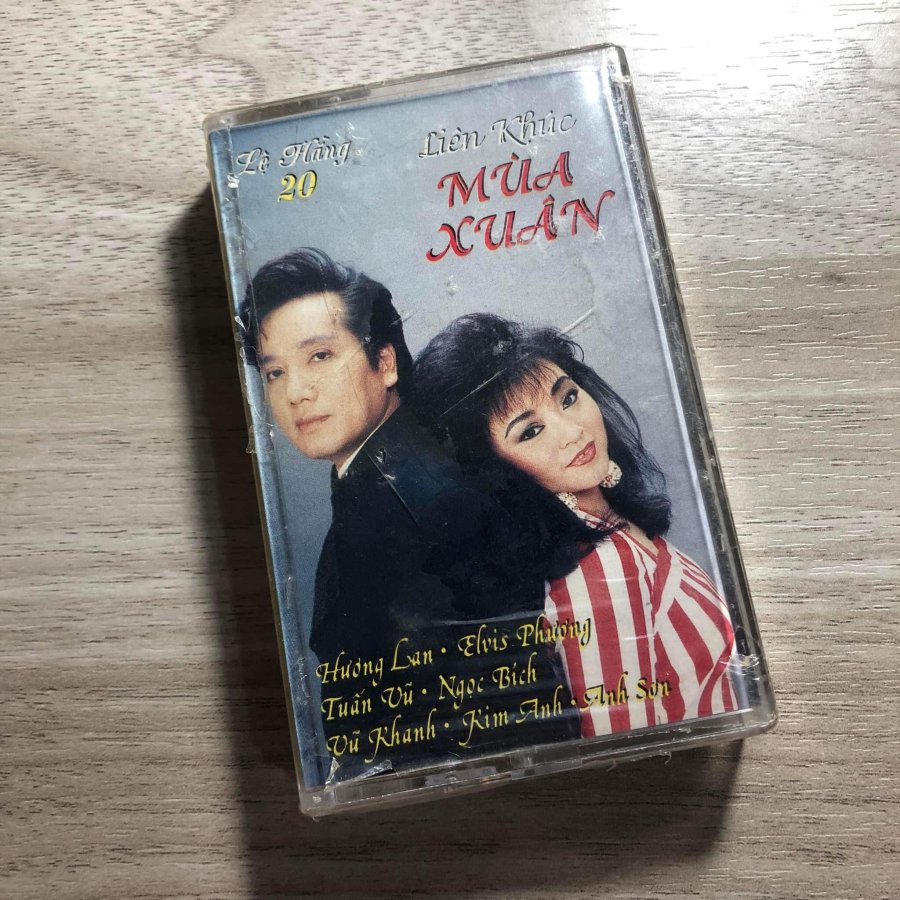 Lệ Hằng
20
Liên Khúc
MÙA
XUÂN
Hương Lan · Elvis Phương
Tuấn Vũ · Ngọc Bích
Vũ Khanh · Kim Anh · Anh Sơn